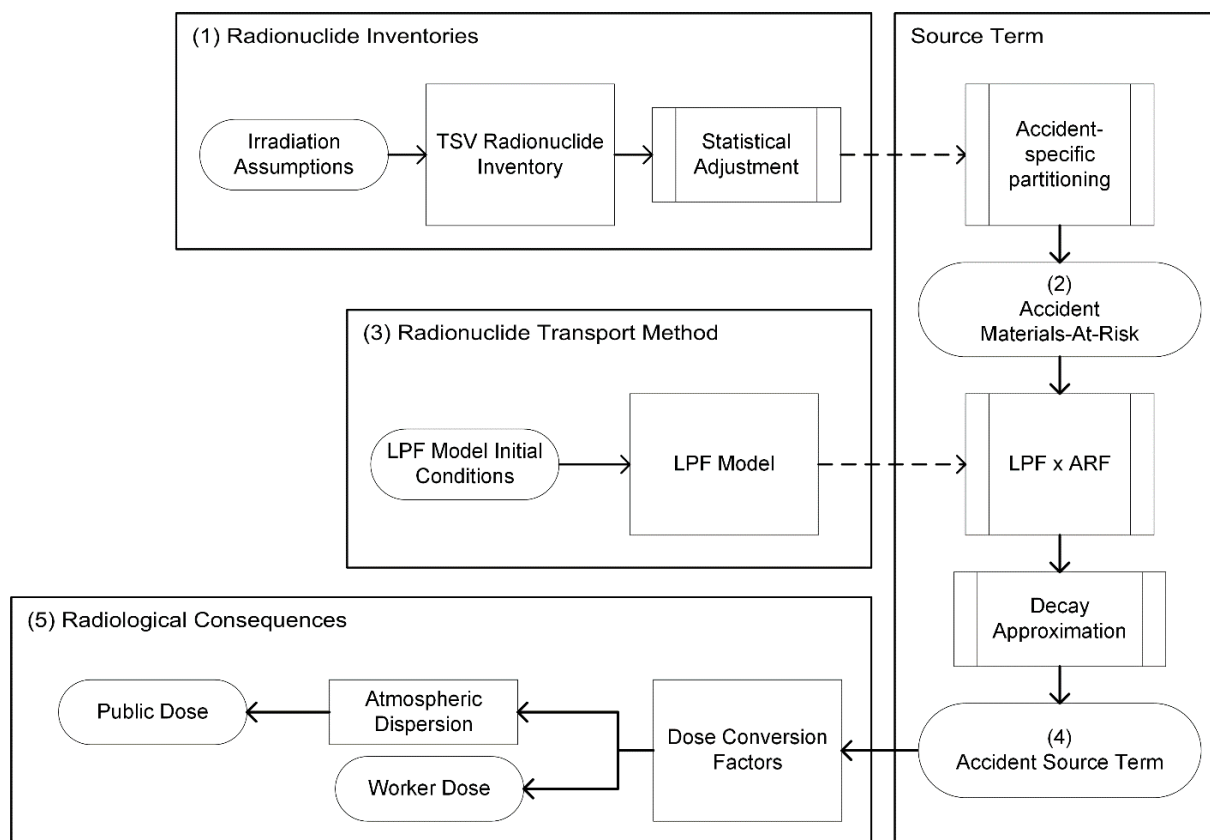 (1) Radionuclide Inventories
Irradiation
Assumptions
TSV Radionuclide
Inventory
Statistical
Adjustment
Source Term
Accident-
specific
partitioning
(2)
Accident
Materials-At-Risk
(3) Radionuclide Transport Method
LPF Model Initial
Conditions
LPF Model
LPF x ARF
Decay
Approximation
(4)
Accident Source Term
(5) Radiological Consequences
Public Dose
Atmospheric
Dispersion
Worker Dose
Dose Conversion
Factors